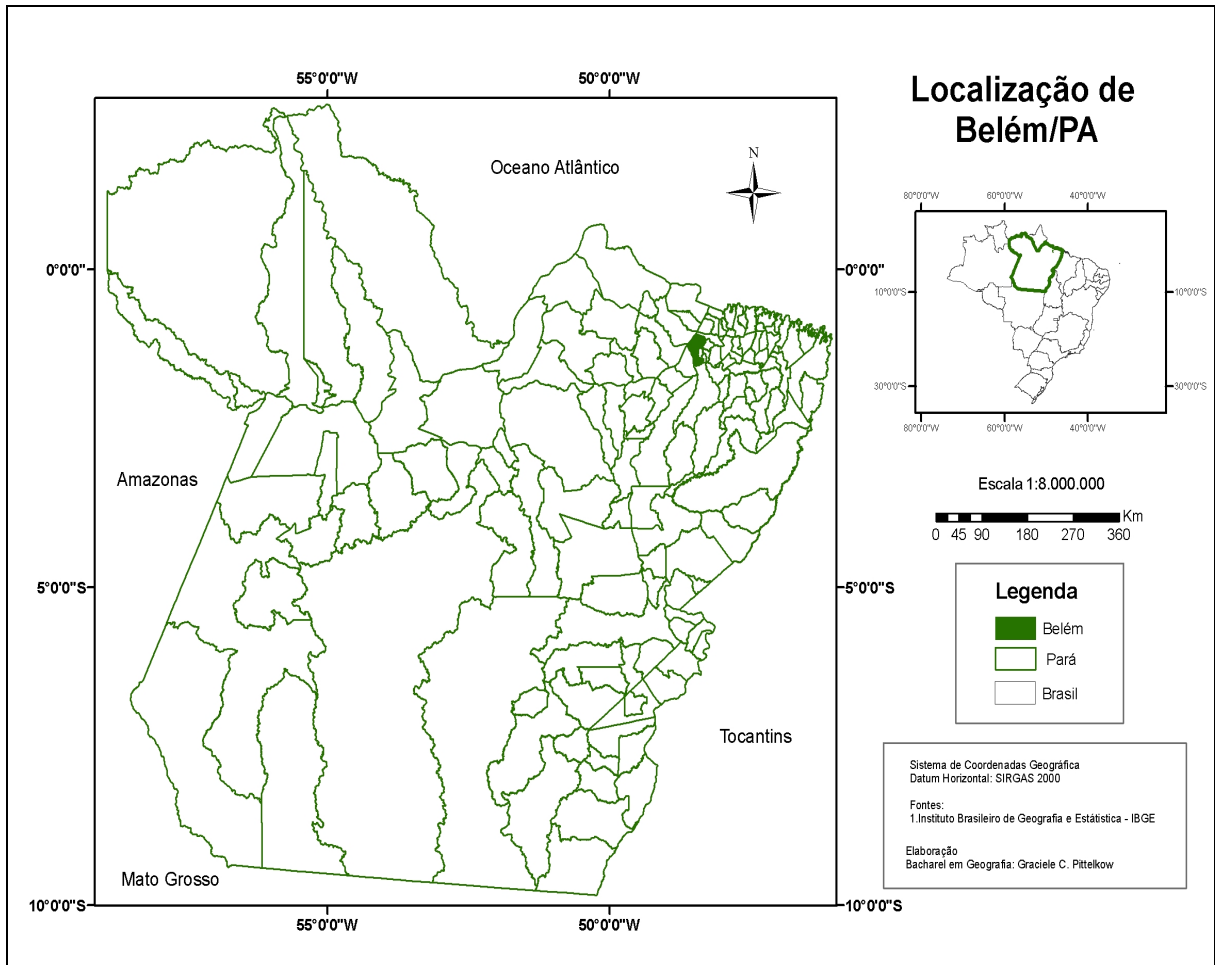 55°0'0"W
50°0'0"W
Localização de
Belém/PA
Oceano Atlântico
N
80°0'0"W
60°0'0"W
40°0'0"W
0°0'0"
0°0'0"
10°0'0"S
10°0'0"S
30°0'0"S
30°0'0"S
80°0'0"W
60°0'0"W
40°0'0"W
Amazonas
Escala 1:8.000.000
Km
0 45 90 180 270 360
5°0'0"S
5°0'0"S
Legenda
Belém
Pará
Brasil
Tocantins
Sistema de Coordenadas Geográfica
Datum Horizontal: SIRGAS 2000
Fontes:
1.Instituto Brasileiro de Geografia e Estátistica - IBGE
Elaboração
Bacharel em Geografia: Graciele C. Pittelkow
Mato Grosso
10°0'0"S
10°0'0"S
55°0'0"W
50°0'0"W